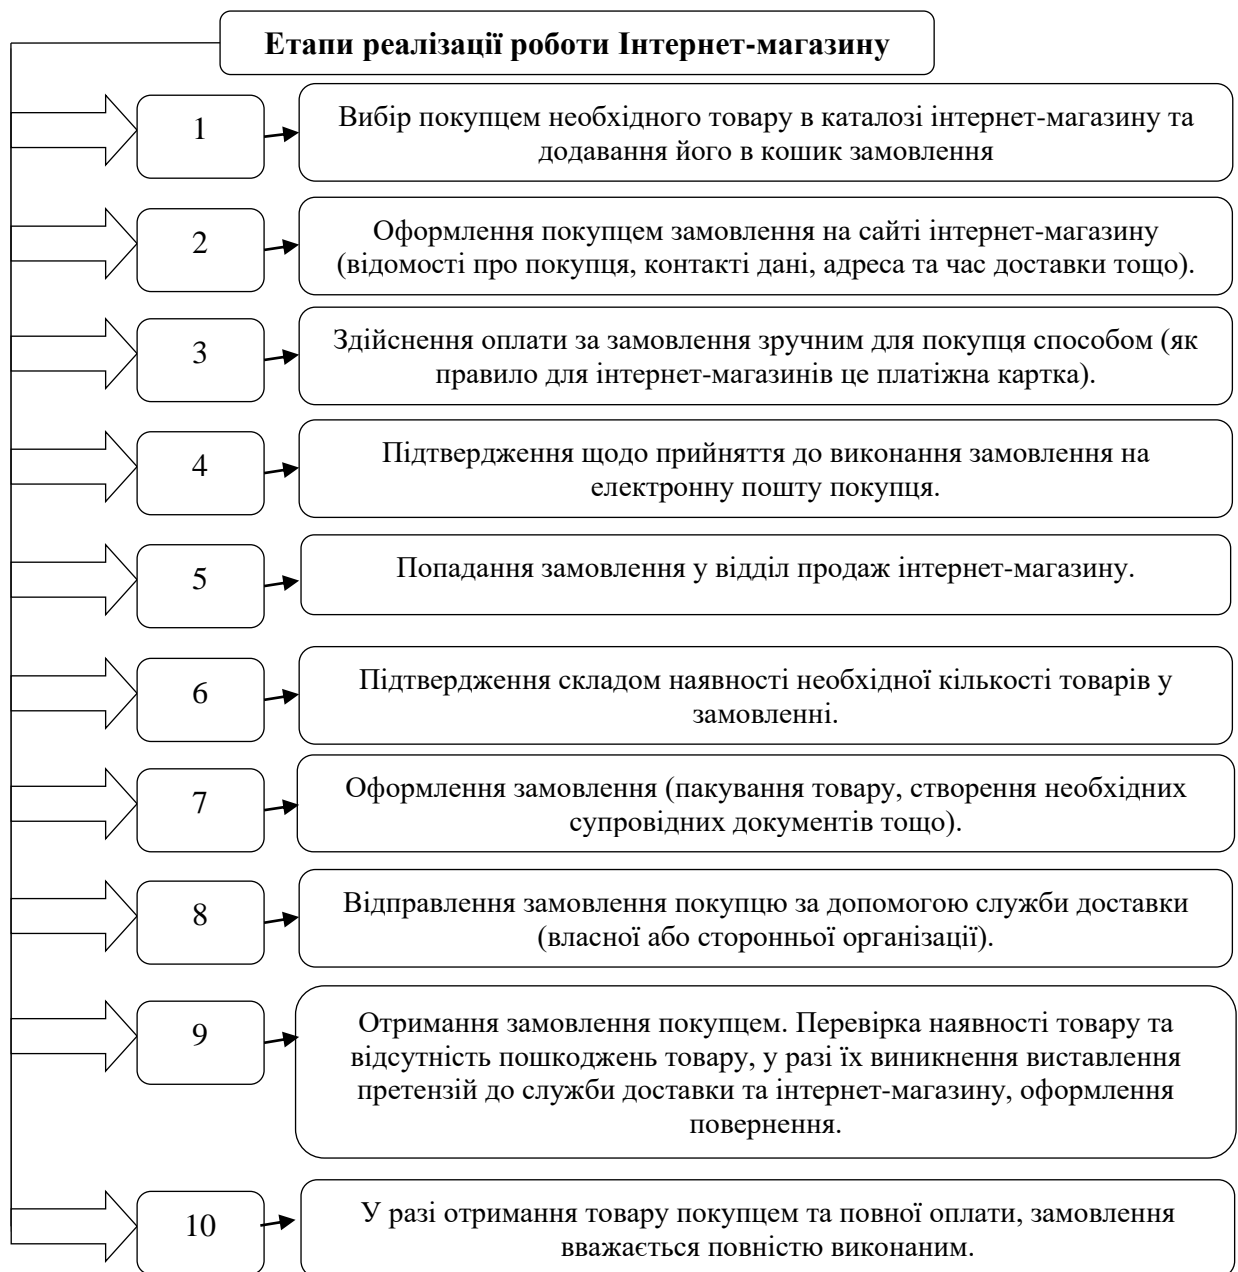 Етапи реалізації роботи Інтернет-магазину
1
Вибір покупцем необхідного товару в каталозі інтернет-магазину та
додавання його в кошик замовлення
2
Оформлення покупцем замовлення на сайті інтернет-магазину
(відомості про покупця, контакті дані, адреса та час доставки тощо).
3
Здійснення оплати за замовлення зручним для покупця способом (як
правило для інтернет-магазинів це платіжна картка).
4
Підтвердження щодо прийняття до виконання замовлення на
електронну пошту покупця.
5
Попадання замовлення у відділ продаж інтернет-магазину.
6
Підтвердження складом наявності необхідної кількості товарів у
замовленні.
7
Оформлення замовлення (пакування товару, створення необхідних
супровідних документів тощо).
8
Відправлення замовлення покупцю за допомогою служби доставки
(власної або сторонньої організації).
9
Отримання замовлення покупцем. Перевірка наявності товару та
відсутність пошкоджень товару, у разі їх виникнення виставлення
претензій до служби доставки та інтернет-магазину, оформлення
повернення.
10
У разі отримання товару покупцем та повної оплати, замовлення
вважається повністю виконаним.